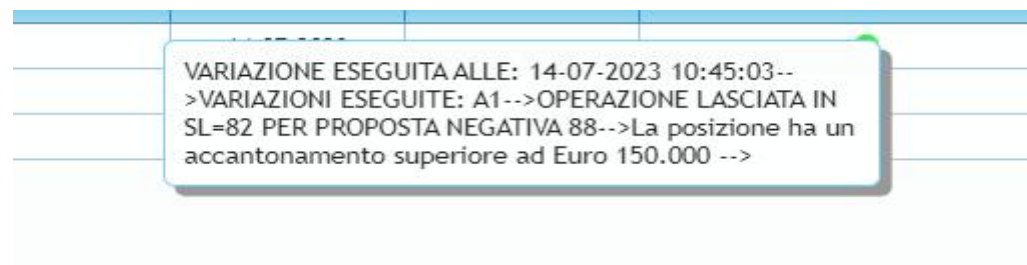 VARIAZIONE ESEGUITA ALLE: 14-07-2023 10:45:03--
>VARIAZIONI ESEGUITE: A1-->OPERAZIONE LASCIATA IN
SL=82 PER PROPOSTA NEGATIVA 88-->La posizione ha un
accantonamento superiore ad Euro 150.000 -->